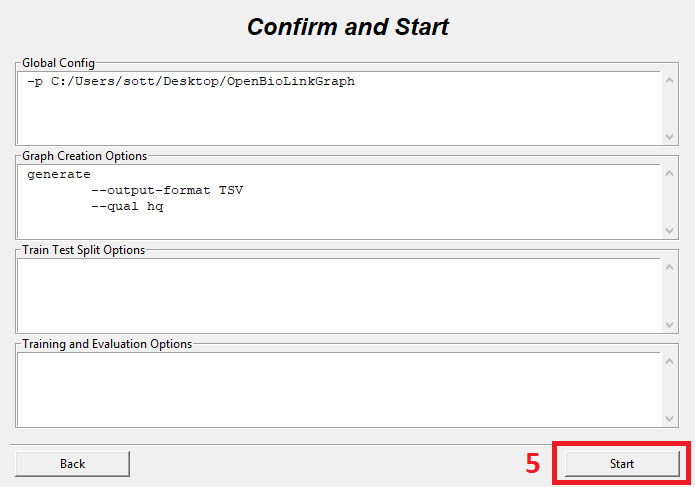 Confirm and Start
Global Config
-p C:/Users/sott/Desktop/OpenBioLinkGraph
Graph Creation Options
generate
--output-format TSV
--qual hq
Train Test Split Options
Training and Evaluation Options
Back
5
Start